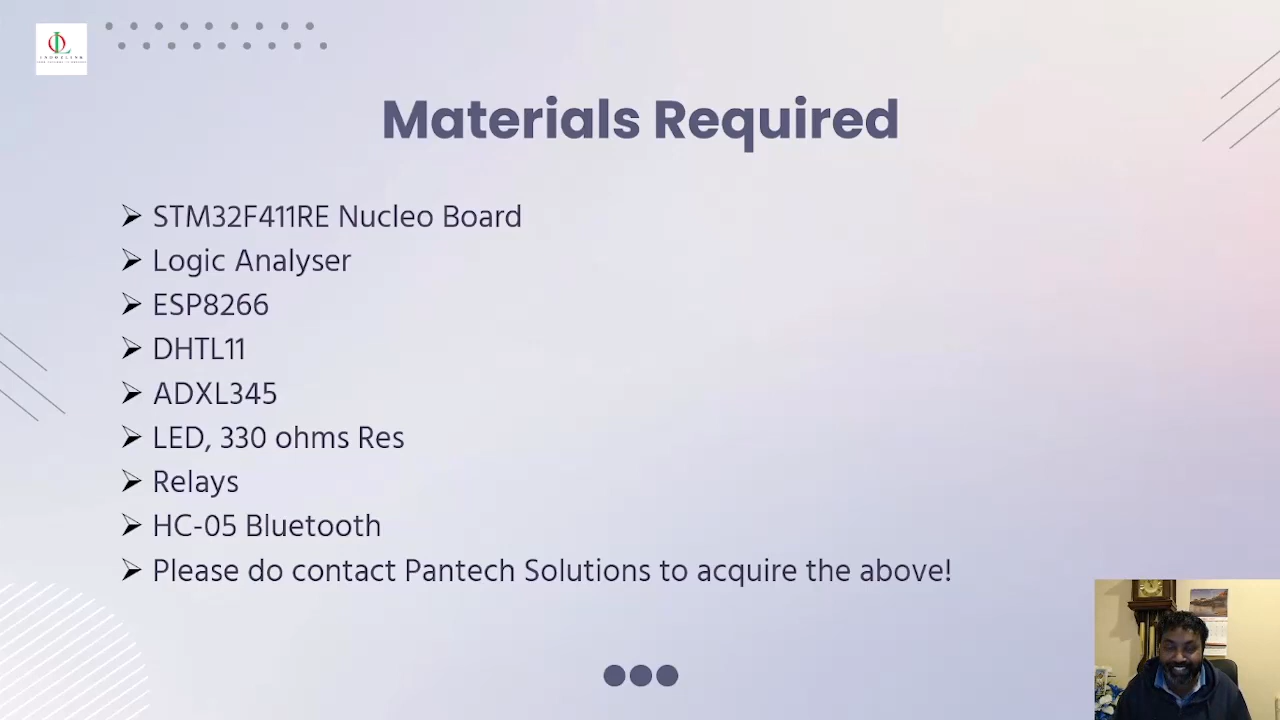 INDOELINK
Materials Required
STM32F411RE Nucleo Board
Logic Analyser
ESP8266
DHTL11
ADXL345
LED, 330 ohms Res
Relays
HC-05 Bluetooth
Please do contact Pantech Solutions to acquire the above!